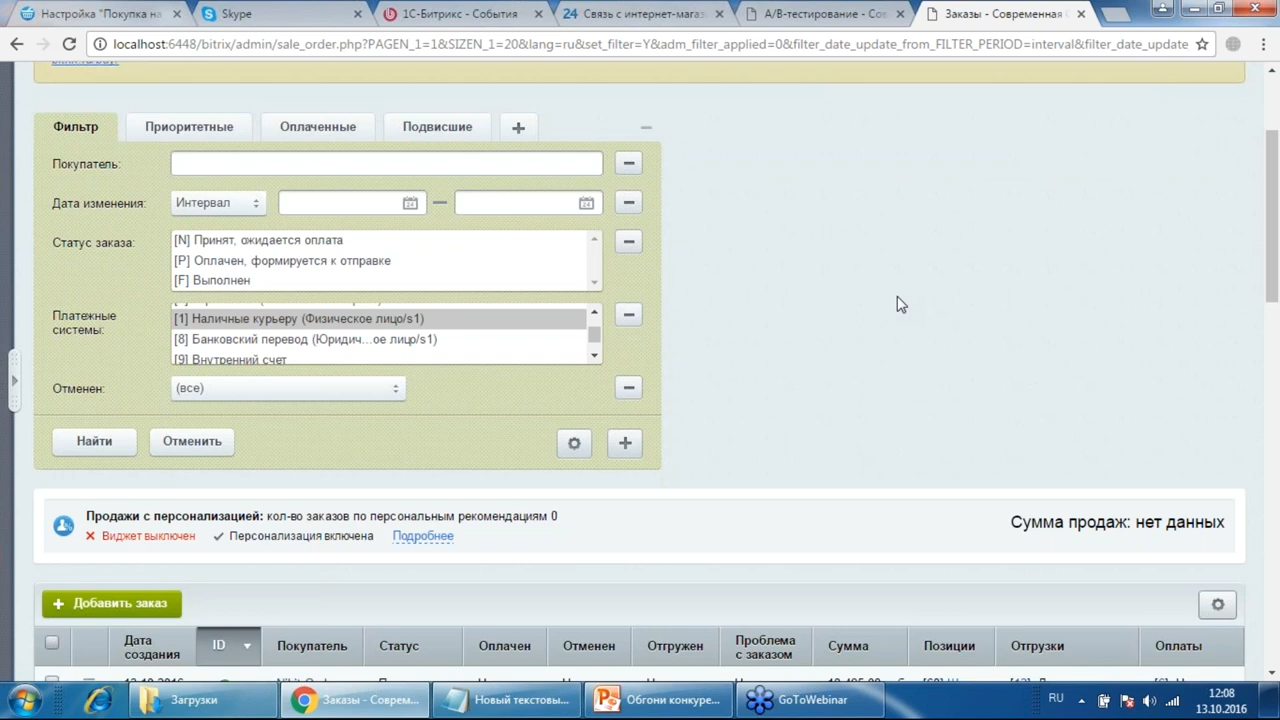 Настройка "Покупка на
Skype
1С-Битрикс - События
24 Связь с интернет-магаз
А/В-тестирование - Сов
Заказы - Современная
localhost:6448/bitrix/admin/sale_order.php?PAGEN_1=1&SIZEN_1=20&lang=ru&set_filter=Y&adm_filter_applied=0&filter_date_update_from_FILTER_PERIOD=interval&filter_date_update
Фильтр
Приоритетные
Оплаченные
Подвисшие
Покупатель:
Дата изменения:
Интервал
24
24
Статус заказа:
[N] Принят, ожидается оплата
[P] Оплачен, формируется к отправке
[F] Выполнен
Платежные
системы:
[1] Наличные курьеру (Физическое лицо/s1)
[8] Банковский перевод (Юридич...ое лицо/s1)
[9] Внутренний счет
Отменен:
(все)
Найти
Отменить
Продажи с персонализацией: кол-во заказов по персональным рекомендациям 0
Виджет выключен
Персонализация включена
Подробнее
Сумма продаж: нет данных
Добавить заказ
Дата
создания
ID
Покупатель
Статус
Оплачен
Отменен
Отгружен
Проблема
с заказом
Сумма
Позиции
Отгрузки
Оплаты
Загрузки
Заказы - Соврем...
Новый текстовы...
Обгони конкуре...
GoToWebinar
RU
12:08
13.10.2016